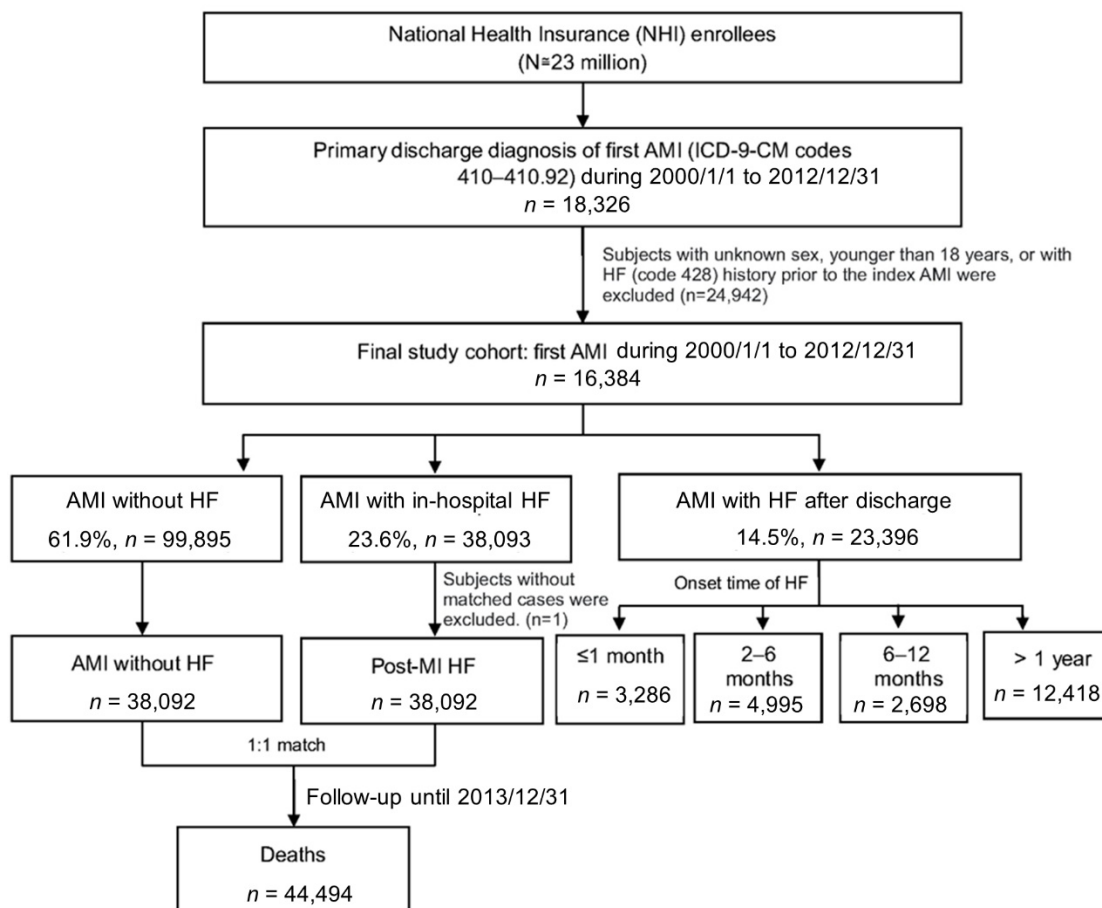 National Health Insurance (NHI) enrollees
(N≅23 million)
Primary discharge diagnosis of first AMI (ICD-9-CM codes
410–410.92) during 2000/1/1 to 2012/12/31
n = 18,326
Subjects with unknown sex, younger than 18 years, or with
HF (code 428) history prior to the index AMI were
excluded (n=24,942)
Final study cohort: first AMI during 2000/1/1 to 2012/12/31
n = 16,384
AMI without HF
61.9%, n = 99,895
AMI with in-hospital HF
23.6%, n = 38,093
AMI with HF after discharge
14.5%, n = 23,396
Subjects without
matched cases were
excluded. (n=1)
Onset time of HF
AMI without HF
n = 38,092
Post-MI HF
n = 38,092
≤1 month
n = 3,286
2–6
months
n = 4,995
6–12
months
n = 2,698
> 1 year
n = 12,418
1:1 match
Follow-up until 2013/12/31
Deaths
n = 44,494